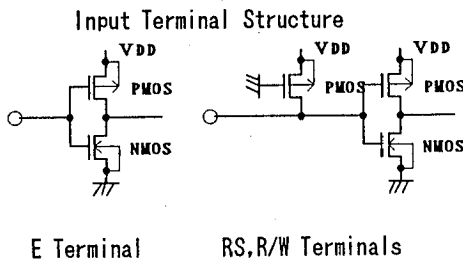 Input Terminal Structure
VDD
PMOS
NMOS
VDD
PMOS
VDD
PMOS
NMOS
E Terminal
RS,R/W Terminals